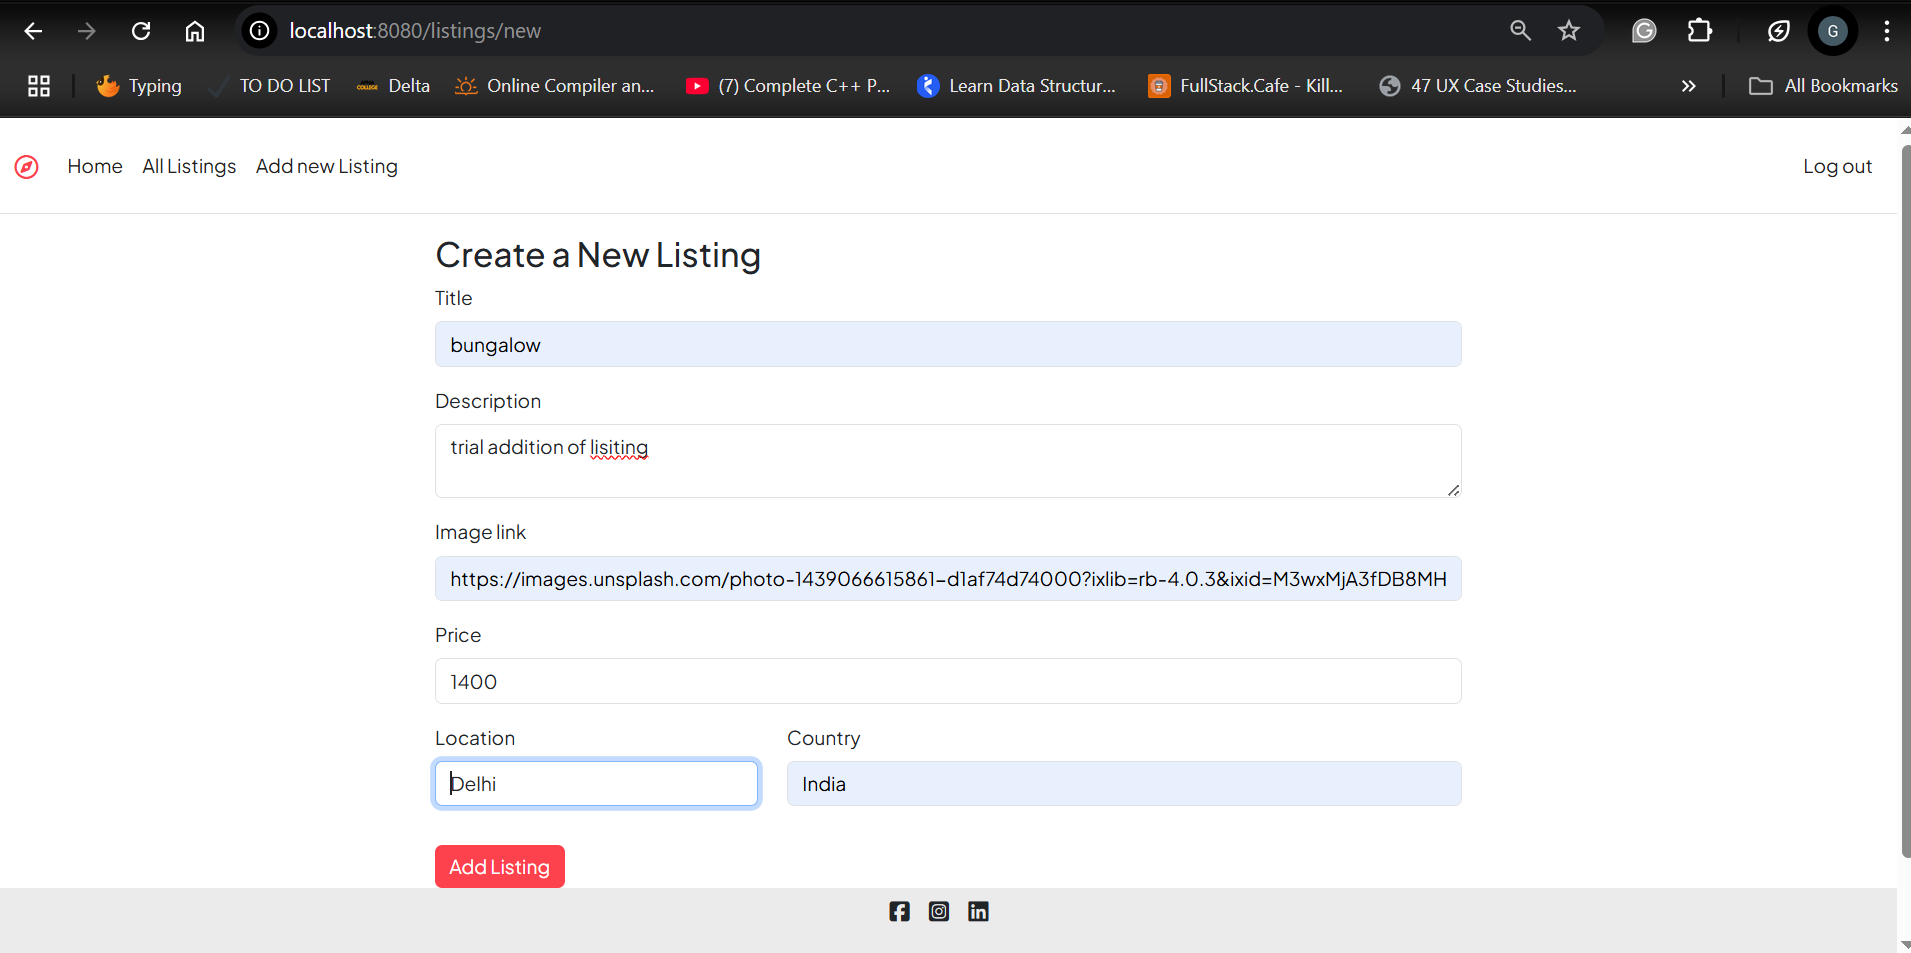 localhost:8080/listings/new
G
Typing
TO DO LIST
Delta
Online Compiler an...
(7) Complete C++ P...
Learn Data Structur...
FullStack.Cafe - Kill...
47 UX Case Studies...
All Bookmarks
Home
All Listings
Add new Listing
Log out
Create a New Listing
Title
bungalow
Description
trial addition of lisiting
Image link
https://images.unsplash.com/photo-1439066615861-d1af74d74000?ixlib=rb-4.0.3&ixid=M3wxMjA3fDB8MH
Price
1400
Location
Country
Delhi
India
Add Listing